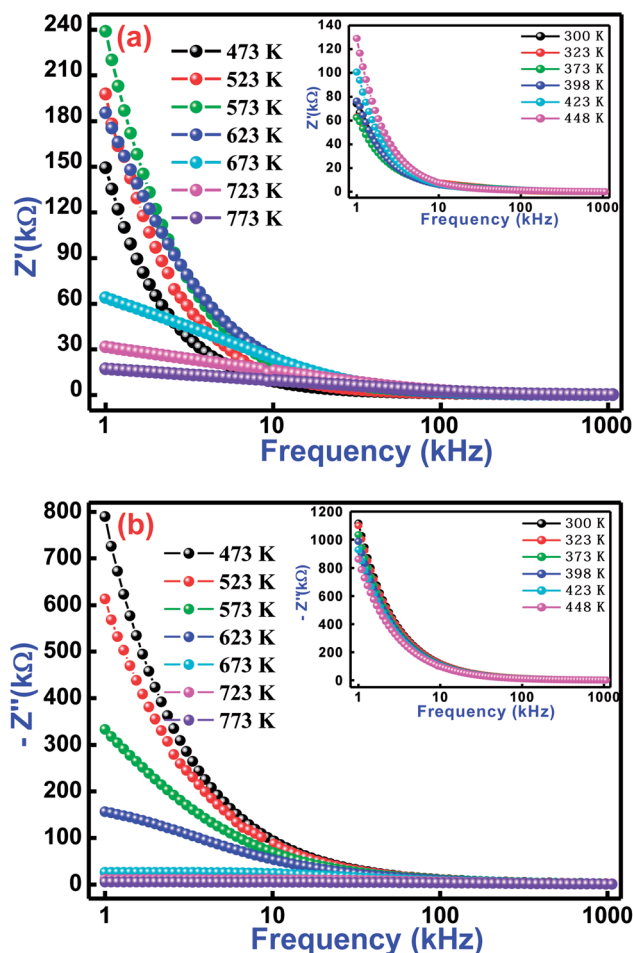 (a)
Z'(kΩ)
240
210
180
150
120
90
60
30
0
473 K
523 K
573 K
623 K
673 K
723 K
773 K
Z'(kΩ)
140
120
100
80
60
40
20
0
300 K
323 K
373 K
398 K
423 K
448 K
1 10 100 1000
Frequency (kHz)
1 10 100 1000
Frequency (kHz)
(b)
- Z''(kΩ)
800
700
600
500
400
300
200
100
0
473 K
523 K
573 K
623 K
673 K
723 K
773 K
- Z''(kΩ)
1200
1000
800
600
400
200
0
300 K
323 K
373 K
398 K
423 K
448 K
1 10 100 1000
Frequency (kHz)
1 10 100 1000
Frequency (kHz)